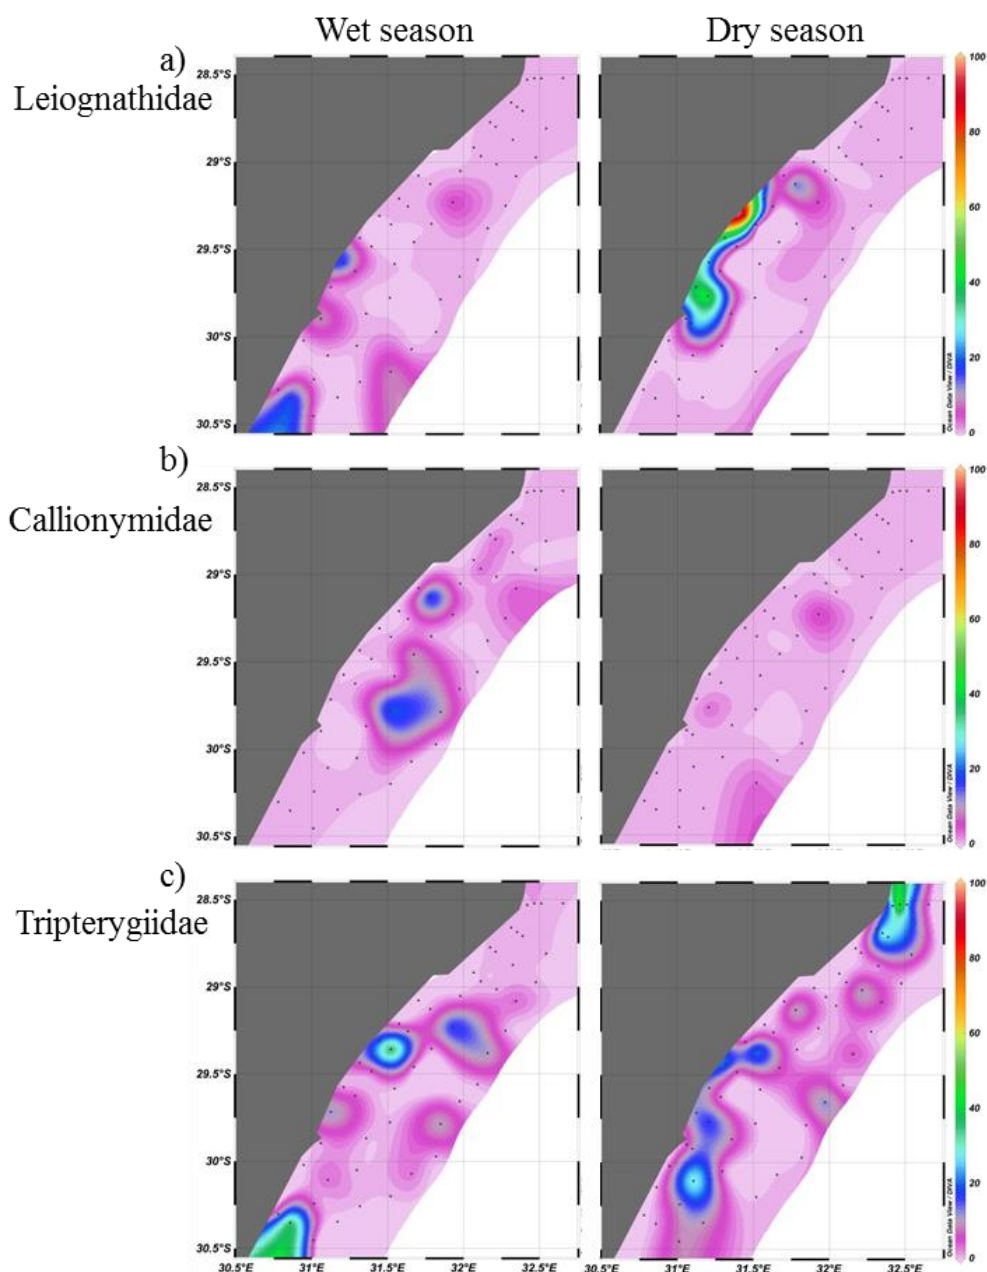 Wet season
Dry season
a)
Leiognathidae
28.5°S
29°S
29.5°S
30°S
30.5°S
100
80
60
40
20
0
Ocean Data View / DIVA
b)
Callionymidae
28.5°S
29°S
29.5°S
30°S
30.5°S
100
80
60
40
20
0
Ocean Data View / DIVA
c)
Tripterygiidae
28.5°S
29°S
29.5°S
30°S
30.5°S
100
80
60
40
20
0
Ocean Data View / DIVA
30.5°E 31°E 31.5°E 32°E 32.5°E
30.5°E 31°E 31.5°E 32°E 32.5°E